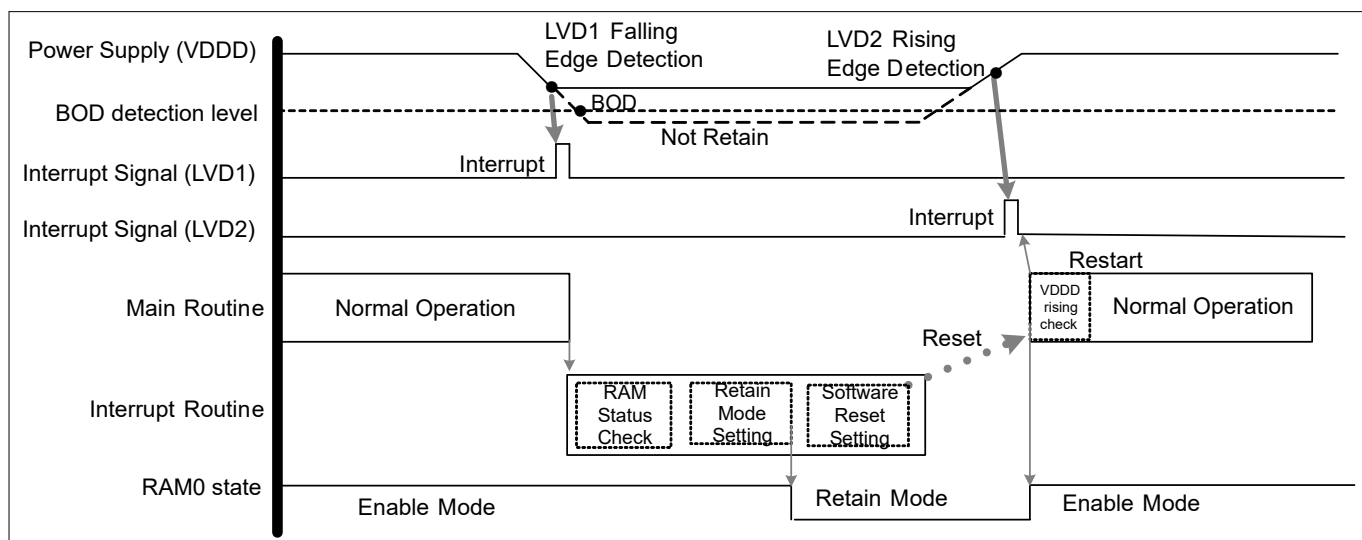 LVD1 Falling
Edge Detection
LVD2 Rising
Edge Detection
Power Supply (VDDD)
BOD detection level
BOD
Not Retain
Interrupt Signal (LVD1)
Interrupt
Interrupt Signal (LVD2)
Interrupt
Restart
Main Routine
Normal Operation
VDDD
rising
check
Normal Operation
Reset
Interrupt Routine
RAM
Status
Check
Retain
Mode
Setting
Software
Reset
Setting
RAM0 state
Enable Mode
Retain Mode
Enable Mode